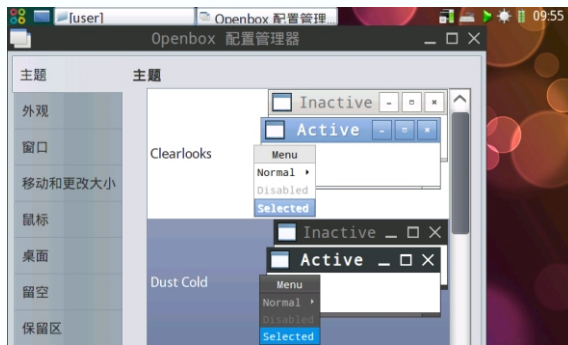 [user]
Openbox 配置管理...
09:55
Openbox 配置管理器
主题
外观
窗口
移动和更改大小
鼠标
桌面
留空
保留区
主题
Clearlooks
Inactive
Active
Menu
Normal
Disabled
Selected
Dust Cold
Inactive
Active
Menu
Normal
Disabled
Selected